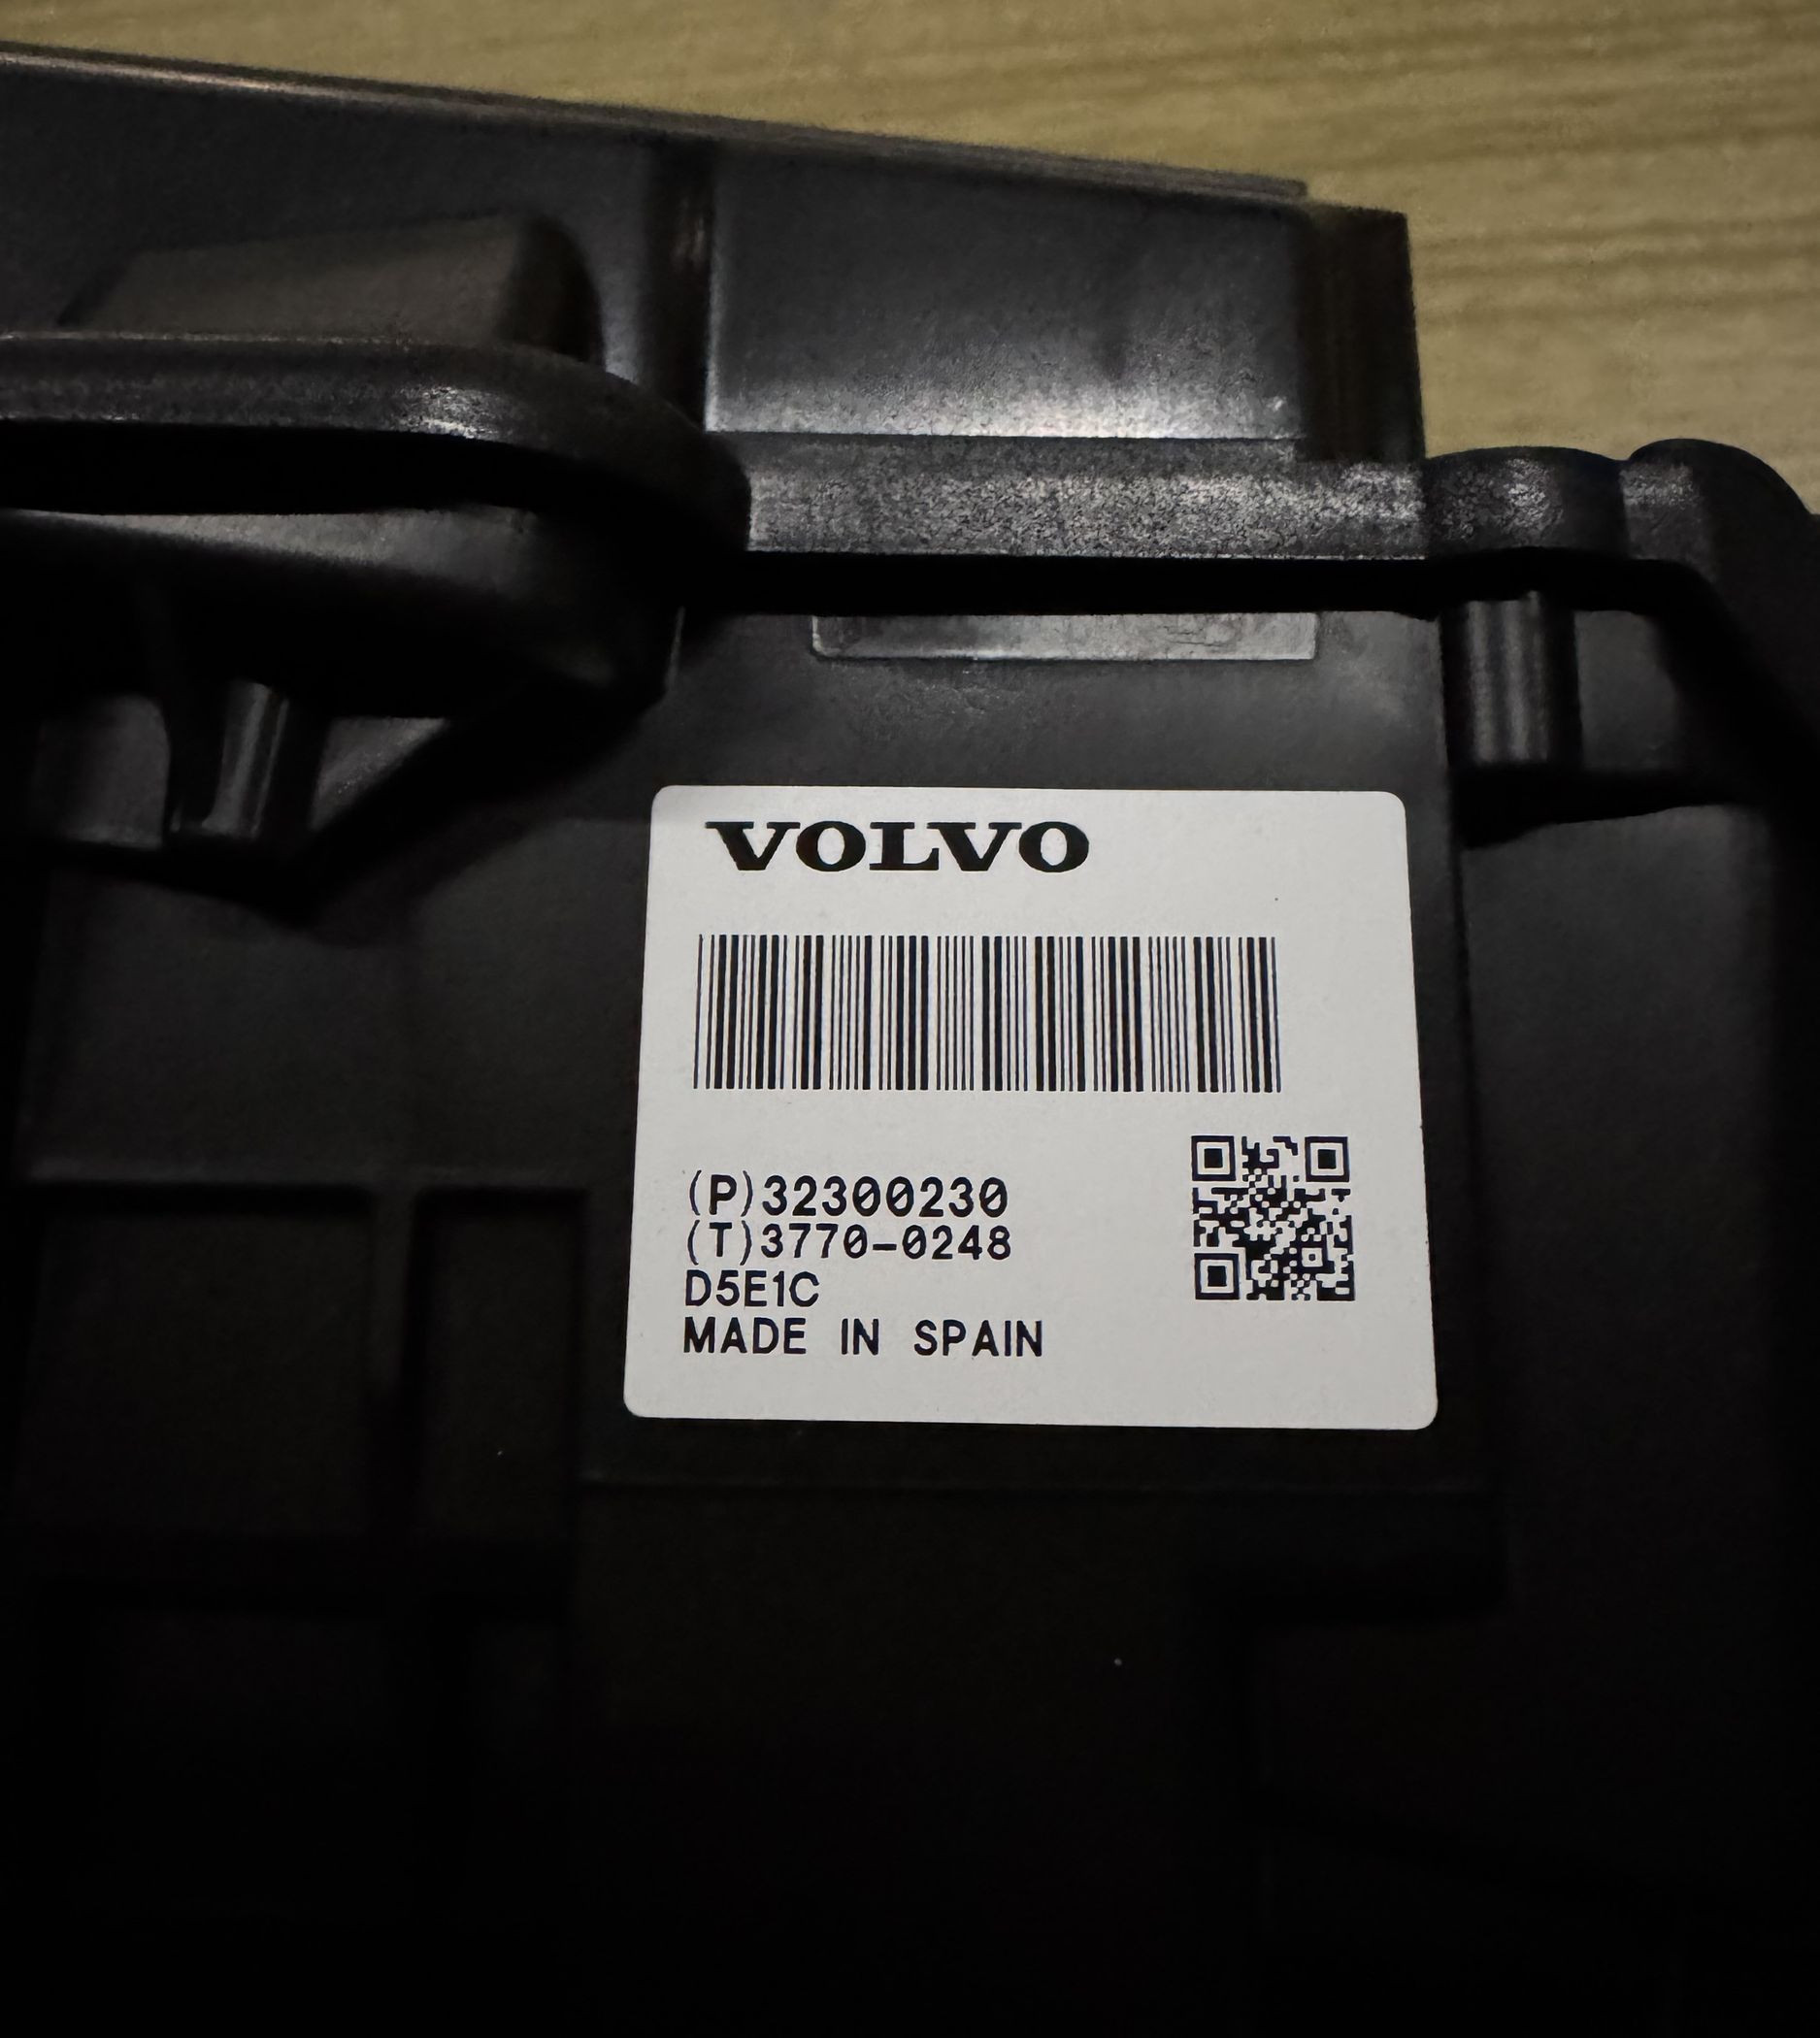 VOLVO
(P)32300230
(T)3770-0248
D5E1C
MADE IN SPAIN